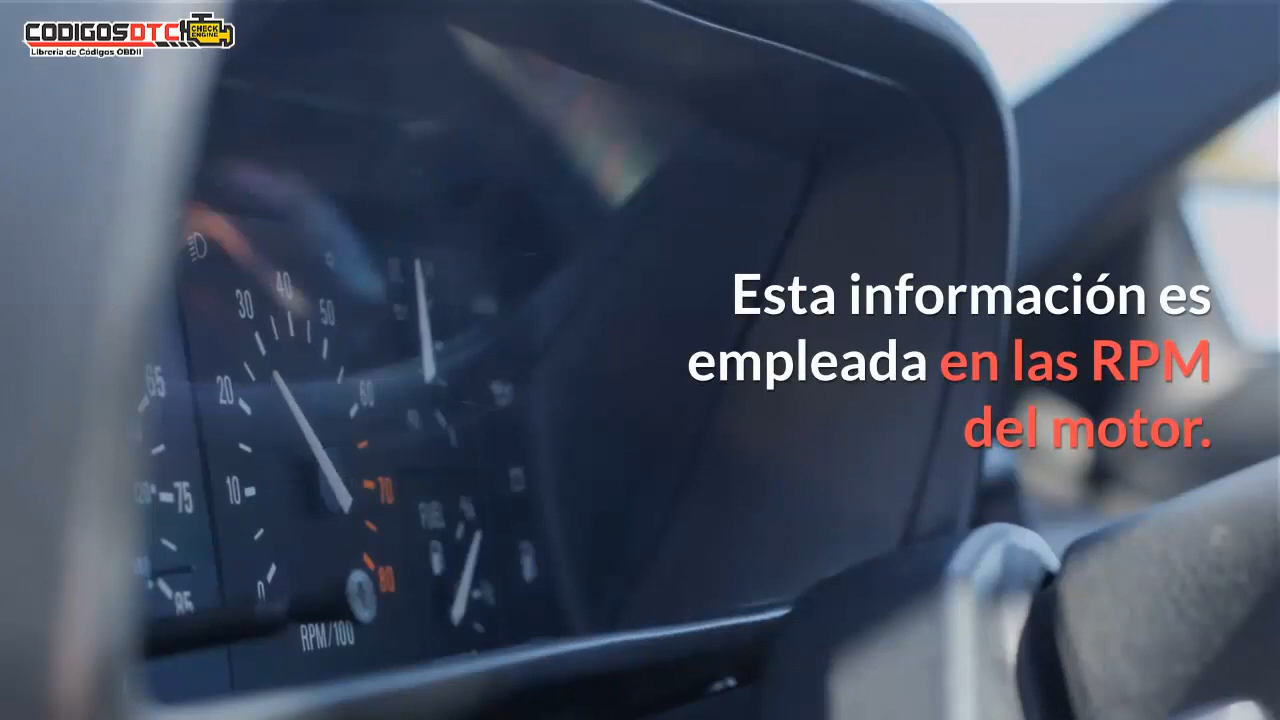 CODIGOSDTC
CHECK
ENGINE
Librería de Códigos OBDII
Esta información es
empleada en las RPM
del motor.
40
30
50
65
20
60
75
10
70
FUEL
0
80
85
RPM/100